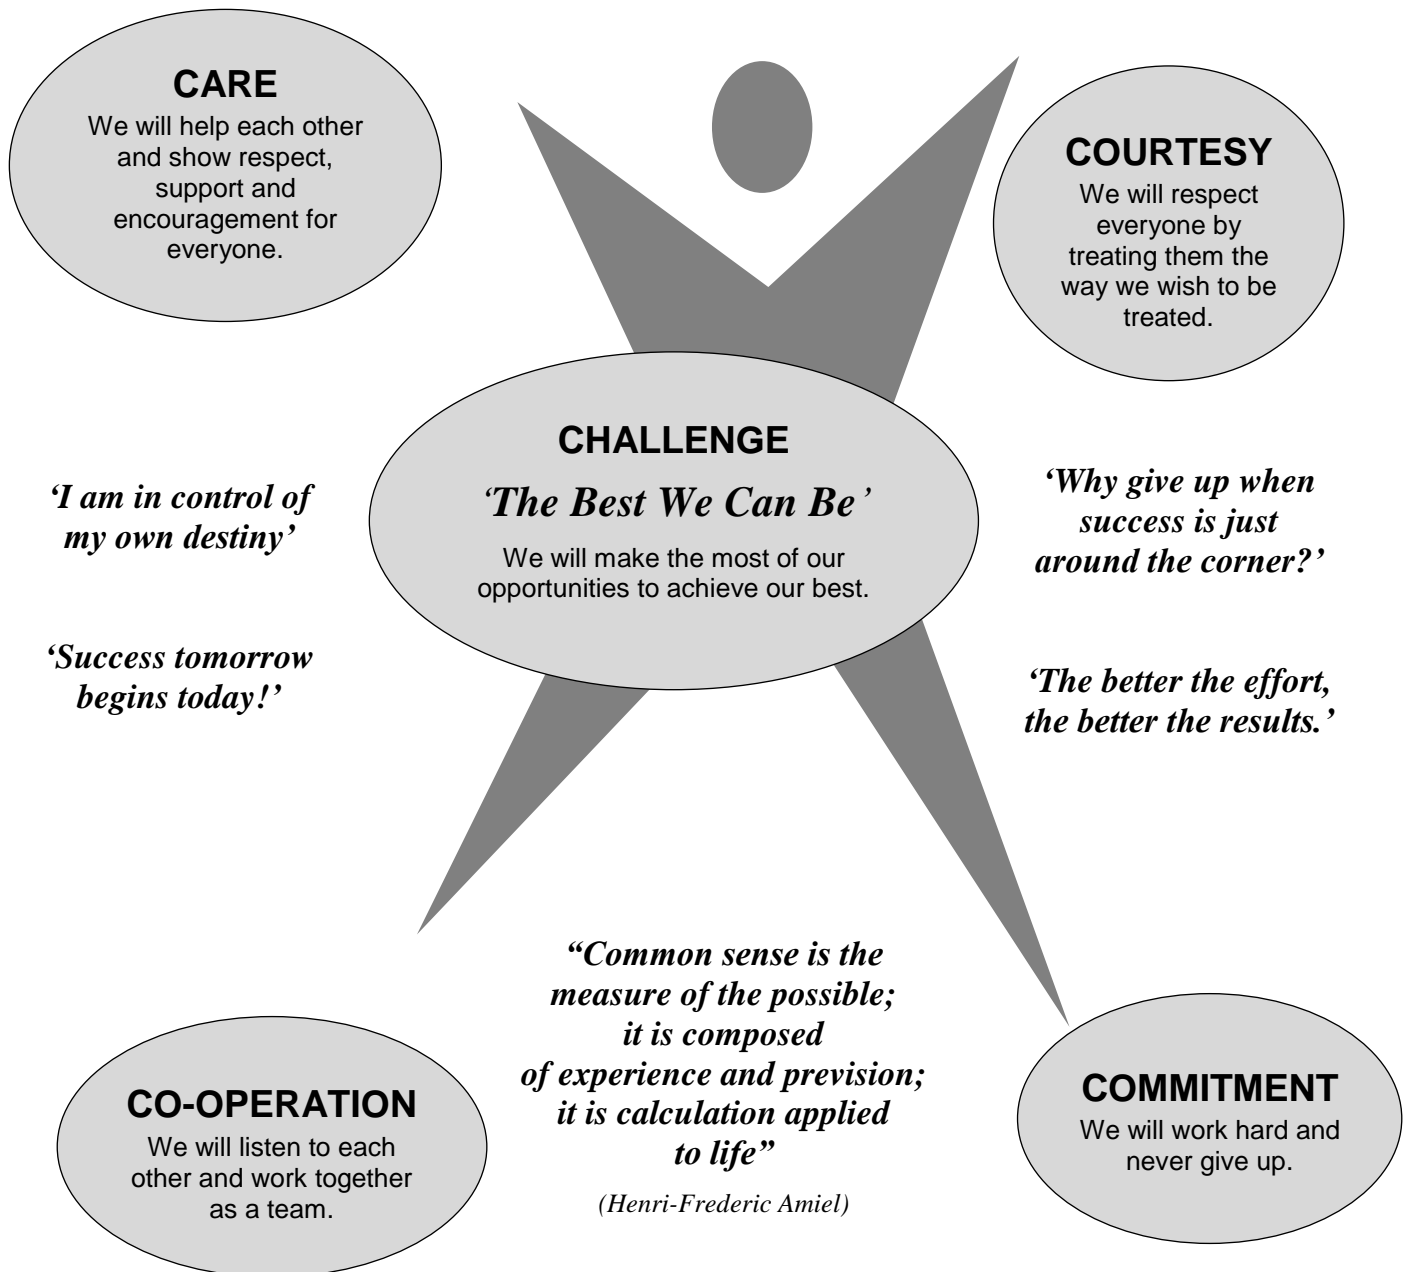 CARE
We will help each other
and show respect,
support and
encouragement for
everyone.
COURTESY
We will respect
everyone by
treating them the
way we wish to be
treated.
CHALLENGE
‘The Best We Can Be’
We will make the most of our
opportunities to achieve our best.
‘I am in control of
my own destiny’
‘Success tomorrow
begins today!’
‘Why give up when
success is just
around the corner?’
‘The better the effort,
the better the results.’
“Common sense is the
measure of the possible;
it is composed
of experience and prevision;
it is calculation applied
to life”
(Henri-Frederic Amiel)
CO-OPERATION
We will listen to each
other and work together
as a team.
COMMITMENT
We will work hard and
never give up.